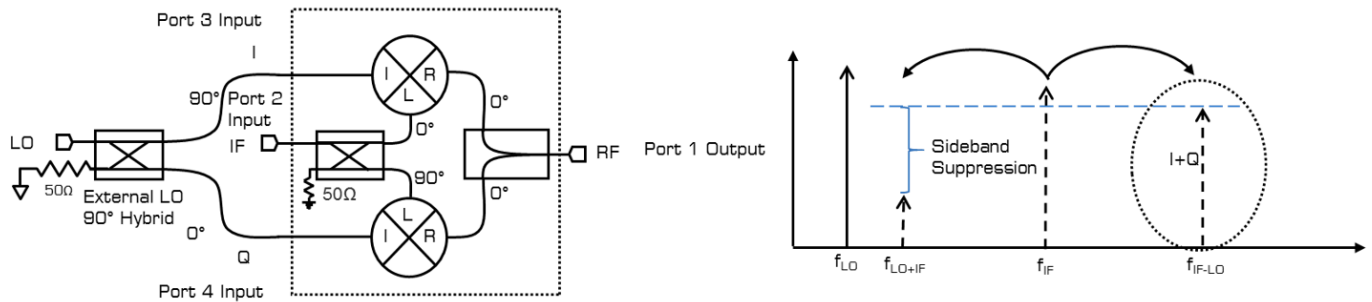 Port 3 Input
I
90°
Port 2
Input
LO
IF
50Ω
External LO
90° Hybrid
0°
Q
Port 4 Input
I
R
L
0°
0°
50Ω
90°
0°
L
I
R
RF
Port 1 Output
Sideband
Suppression
I+Q
fLO
fLO+IF
fIF
fIF-LO